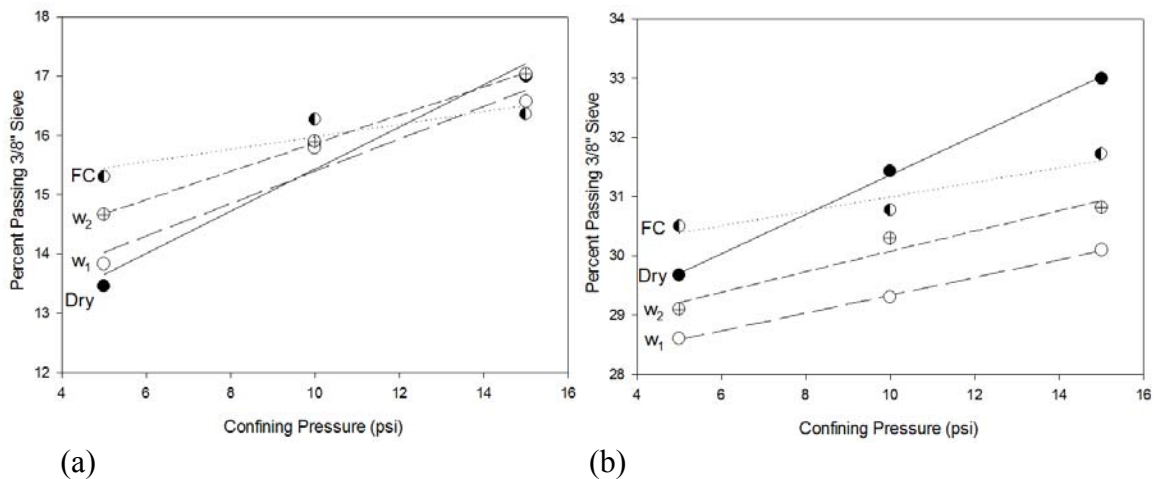 18
17
16
15
14
13
12
Percent Passing 3/8" Sieve
FC
w2
w1
Dry
4 6 8 10 12 14 16
Confining Pressure (psi)
(a)
34
33
32
31
30
29
28
Percent Passing 3/8" Sieve
FC
Dry
w2
w1
4 6 8 10 12 14 16
Confining Pressure (psi)
(b)